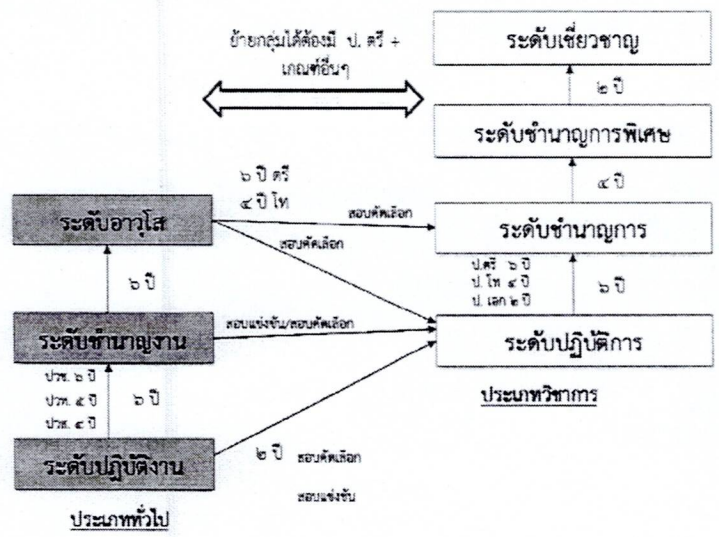 ย้ายกลุ่มได้ต้องมี ป. ตรี +
เกณฑ์อื่นๆ
ระดับเชี่ยวชาญ
๒ ปี
ระดับชำนาญการพิเศษ
๔ ปี
๖ ปี ตรี
๔ ปี โท
ระดับอาวุโส
สอบคัดเลือก
สอบคัดเลือก
ระดับชำนาญการ
๖ ปี
ป.ตรี ๖ ปี
ป. โท ๔ ปี
ป. เอก ๒ ปี
๖ ปี
ระดับชำนาญงาน
สอบแข่งขัน/สอบคัดเลือก
ระดับปฏิบัติการ
ปวช. ๖ ปี
ปวท. ๕ ปี
ปวส. ๔ ปี
๖ ปี
ประเภทวิชาการ
ระดับปฏิบัติงาน
๒ ปี สอบคัดเลือก
สอบแข่งขัน
ประเภททั่วไป